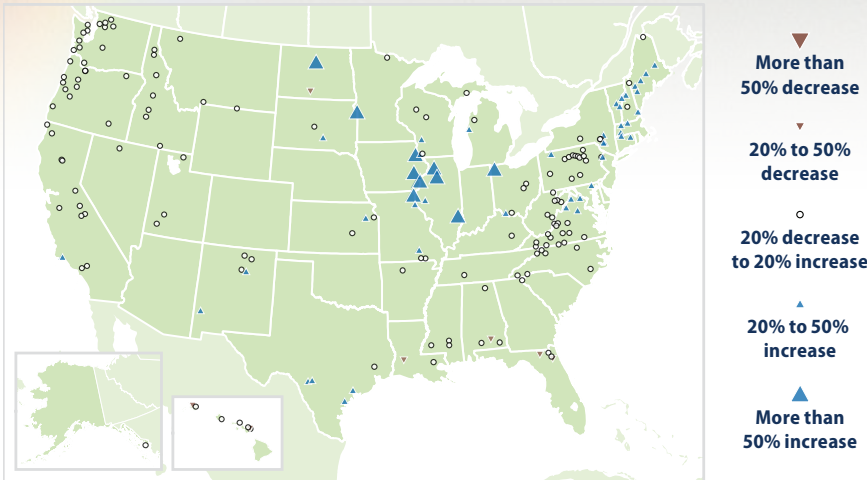 More than
50% decrease
20% to 50%
decrease
20% decrease
to 20% increase
20% to 50%
increase
More than
50% increase